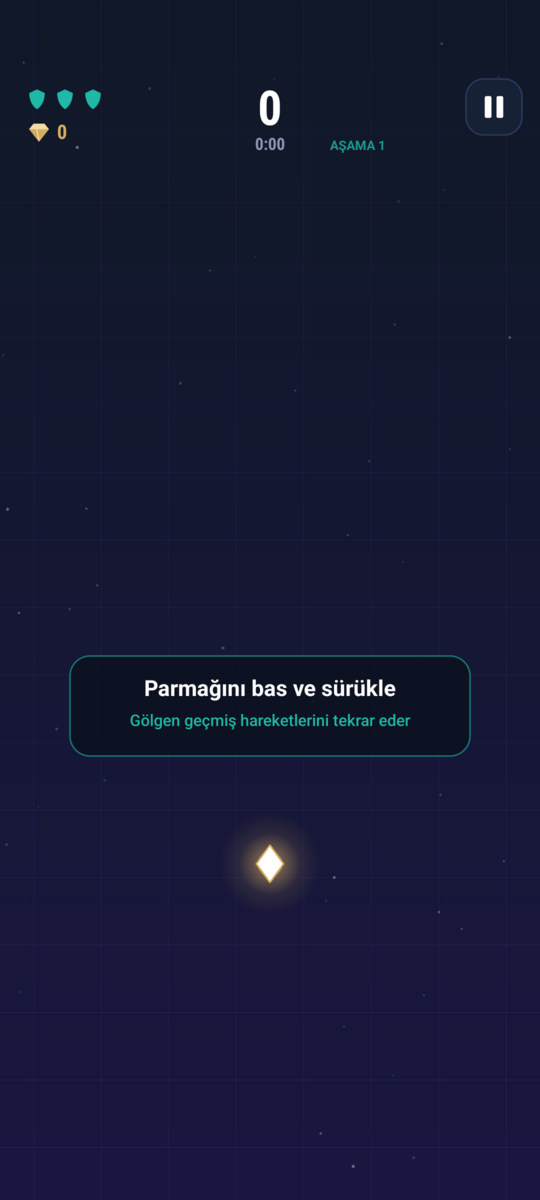 0
0
0:00
AŞAMA 1
Parmağını bas ve sürükle
Gölgen geçmiş hareketlerini tekrar eder